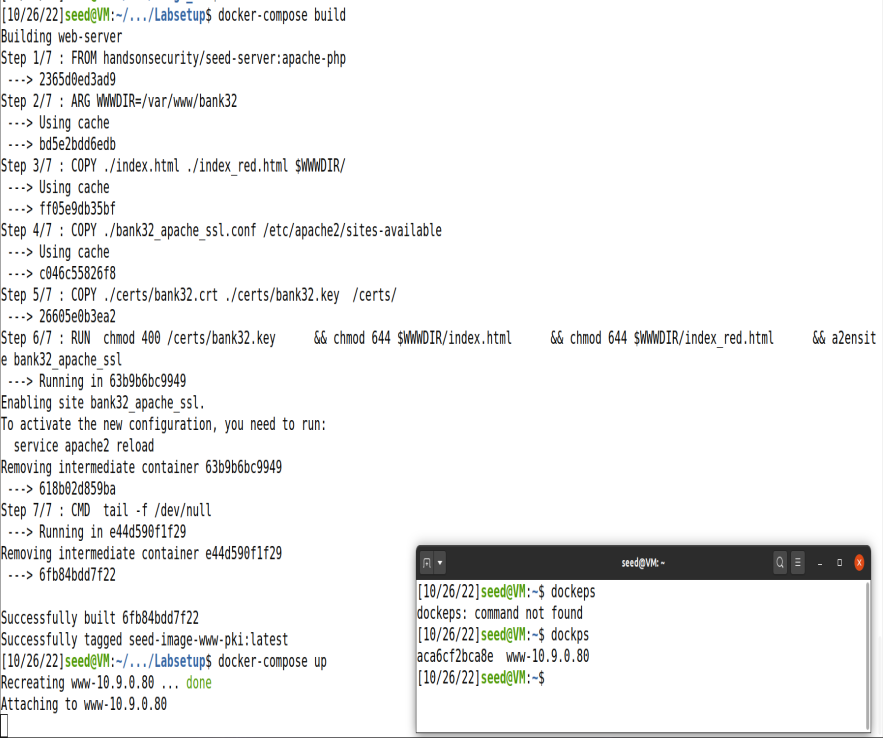 [10/26/22]seed@VM:~/.../Labsetup$ docker-compose build
Building web-server
Step 1/7 : FROM handsonsecurity/seed-server:apache-php
 ---> 2365d0ed3ad9
Step 2/7 : ARG WWWDIR=/var/www/bank32
 ---> Using cache
 ---> bd5e2bdd6edb
Step 3/7 : COPY ./index.html ./index_red.html $WWWDIR/
 ---> Using cache
 ---> ff05e9db35bf
Step 4/7 : COPY ./bank32_apache_ssl.conf /etc/apache2/sites-available
 ---> Using cache
 ---> c046c55826f8
Step 5/7 : COPY ./certs/bank32.crt ./certs/bank32.key  /certs/
 ---> 26605e0b3ea2
Step 6/7 : RUN  chmod 400 /certs/bank32.key      && chmod 644 $WWWDIR/index.html      && chmod 644 $WWWDIR/index_red.html      && a2ensit
e bank32_apache_ssl
 ---> Running in 63b9b6bc9949
Enabling site bank32_apache_ssl.
To activate the new configuration, you need to run:
  service apache2 reload
Removing intermediate container 63b9b6bc9949
 ---> 618b02d859ba
Step 7/7 : CMD  tail -f /dev/null
 ---> Running in e44d590f1f29
Removing intermediate container e44d590f1f29
 ---> 6fb84bdd7f22
Successfully built 6fb84bdd7f22
Successfully tagged seed-image-www-pki:latest
[10/26/22]seed@VM:~/.../Labsetup$ docker-compose up
Recreating www-10.9.0.80 ... done
Attaching to www-10.9.0.80
seed@VM: ~
[10/26/22]seed@VM:~$ dockeps
dockeps: command not found
[10/26/22]seed@VM:~$ dockps
aca6cf2bca8e  www-10.9.0.80
[10/26/22]seed@VM:~$